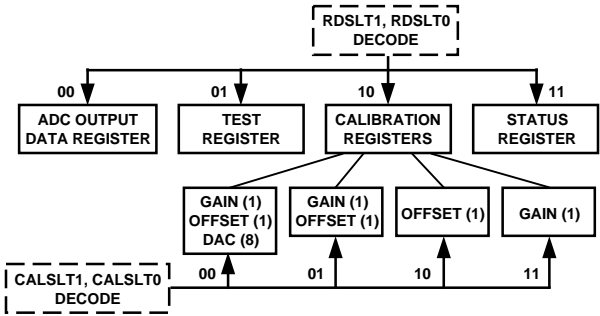 RDSLT1, RDSLT0
DECODE
00
01
10
11
ADC OUTPUT
DATA REGISTER
TEST
REGISTER
CALIBRATION
REGISTERS
STATUS
REGISTER
GAIN (1)
OFFSET (1)
DAC (8)
GAIN (1)
OFFSET (1)
OFFSET (1)
GAIN (1)
CALSLT1, CALSLT0
DECODE
00
01
10
11